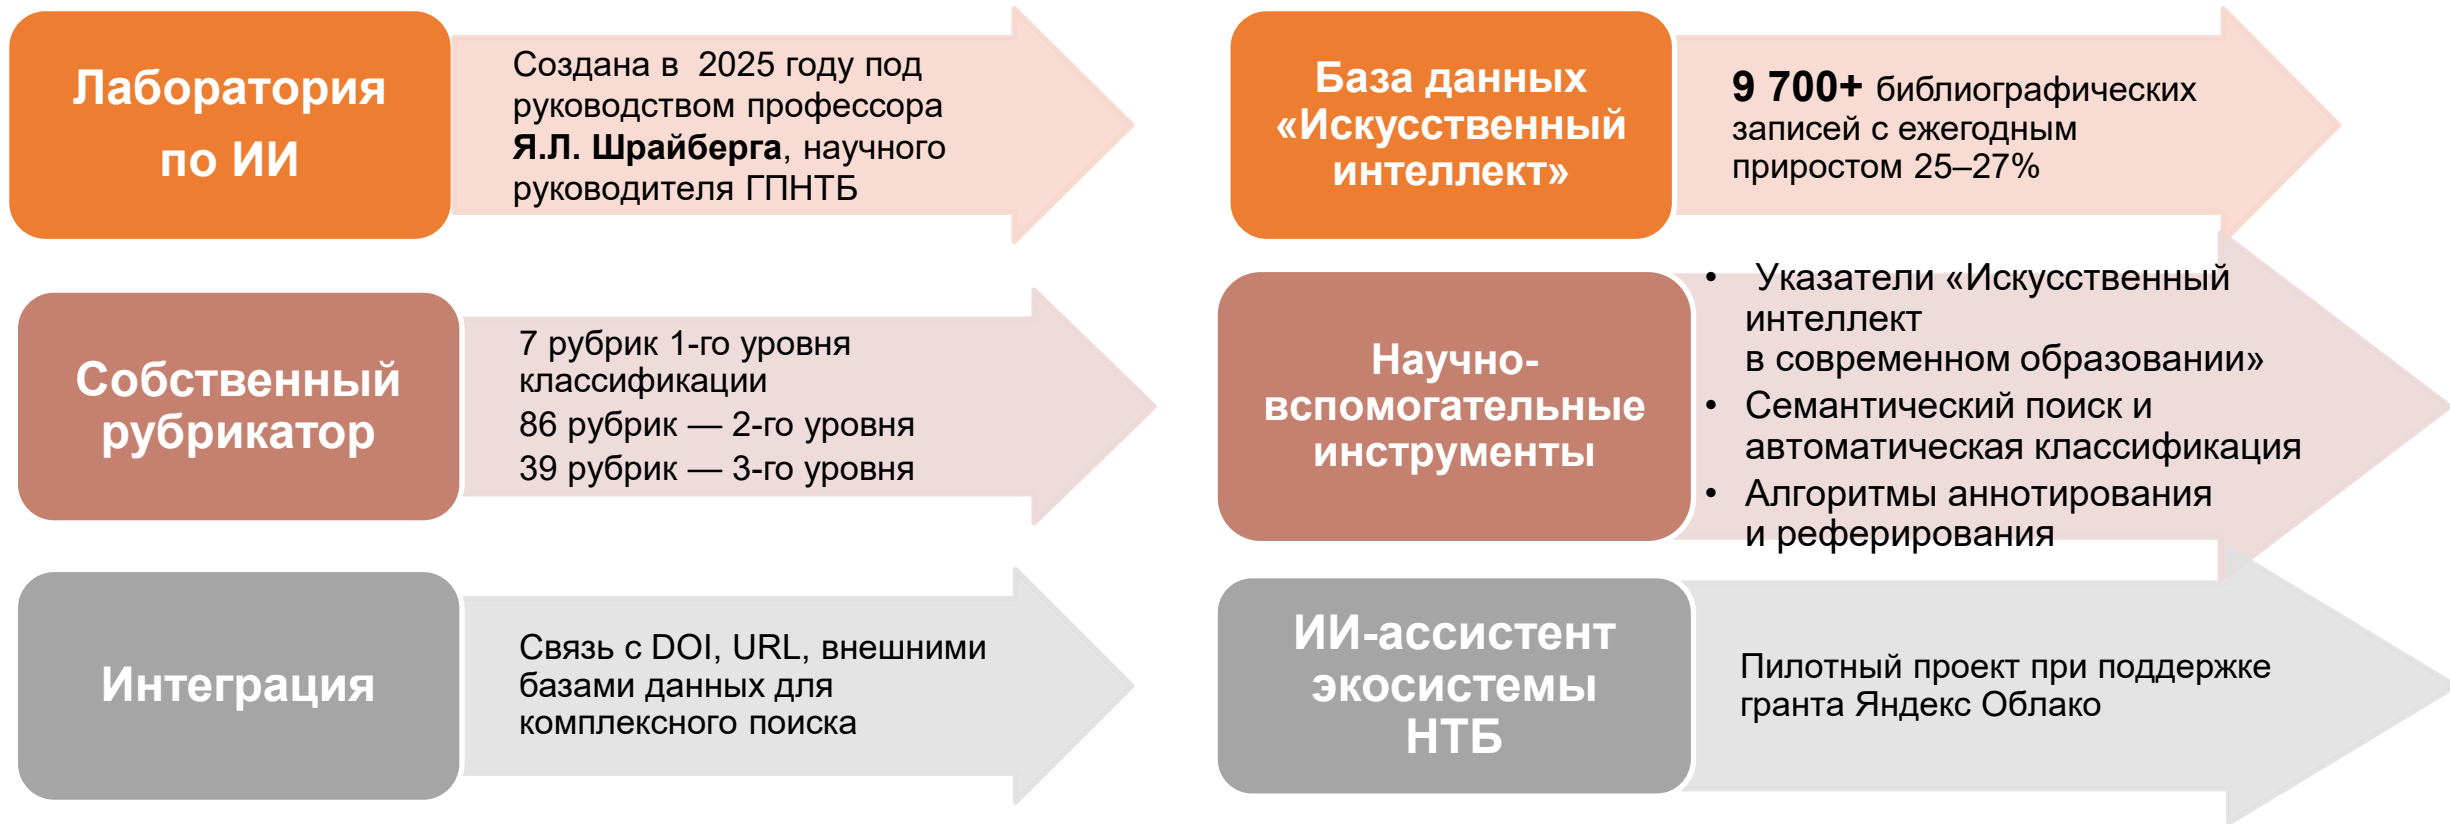 Лаборатория
по ИИ
Создана в  2025 году под
руководством профессора
Я.Л. Шрайберга, научного
руководителя ГПНТБ
База данных
«Искусственный
интеллект»
9 700+ библиографических
записей с ежегодным
приростом 25–27%
Собственный
рубрикатор
7 рубрик 1-го уровня
классификации
86 рубрик — 2-го уровня
39 рубрик — 3-го уровня
Научно-
вспомогательные
инструменты
• Указатели «Искусственный
интеллект
в современном образовании»
• Семантический поиск и
автоматическая классификация
• Алгоритмы аннотирования
и реферирования
Интеграция
Связь с DOI, URL, внешними
базами данных для
комплексного поиска
ИИ-ассистент
экосистемы
НТБ
Пилотный проект при поддержке
гранта Яндекс Облако